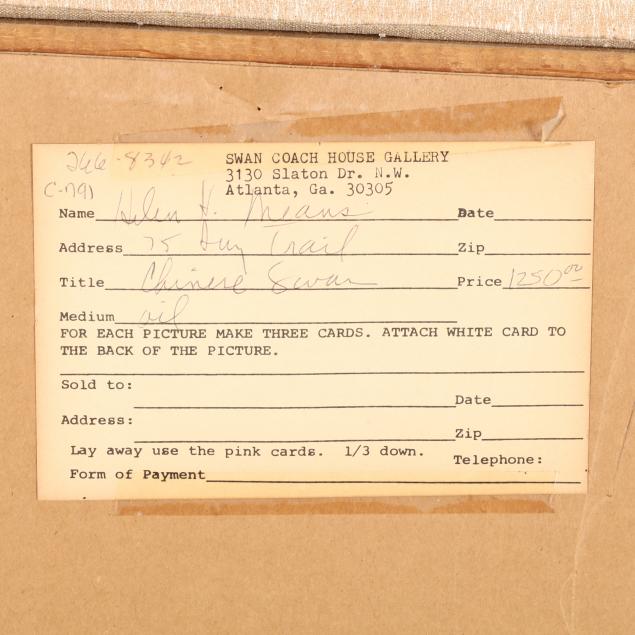 266-8342 SWAN COACH HOUSE GALLERY
3130 Slaton Dr. N.W.
C-(79) Atlanta, Ga. 30305
Name Helen H. Means Date
Address 75 Trail Zip
Title Chinese Swan Price 1250.00
Medium oil
FOR EACH PICTURE MAKE THREE CARDS. ATTACH WHITE CARD TO
THE BACK OF THE PICTURE.
Sold to:
Date
Address:
Zip
Lay away use the pink cards. 1/3 down. Telephone:
Form of Payment